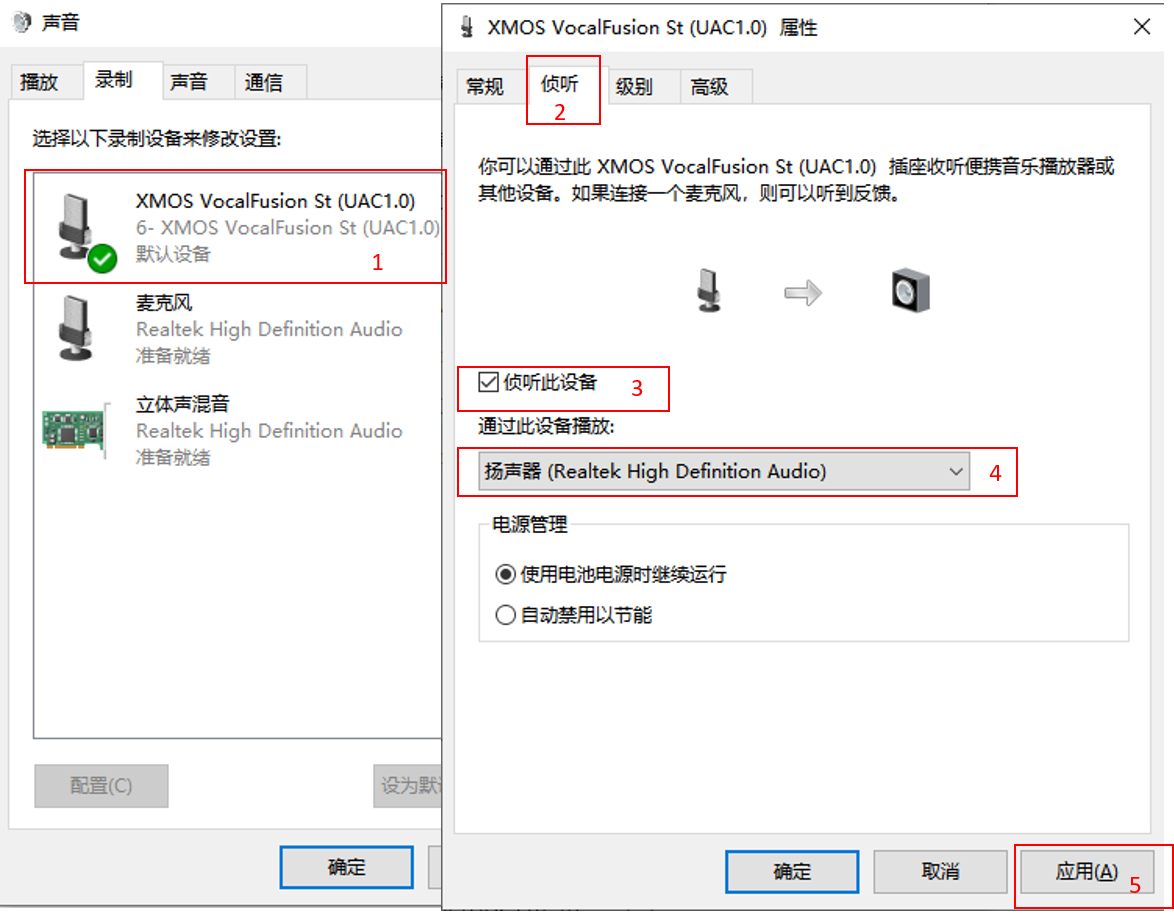 声音
播放
录制
声音
通信
选择以下录制设备来修改设置:
XMOS VocalFusion St (UAC1.0)
6- XMOS VocalFusion St (UAC1.0)
默认设备
1
麦克风
Realtek High Definition Audio
准备就绪
立体声混音
Realtek High Definition Audio
准备就绪
配置(C)
设为默
确定
XMOS VocalFusion St (UAC1.0) 属性
常规
侦听
级别
高级
2
你可以通过此 XMOS VocalFusion St (UAC1.0) 插座收听便携音乐播放器或
其他设备。如果连接一个麦克风，则可以听到反馈。
侦听此设备
3
通过此设备播放:
扬声器 (Realtek High Definition Audio)
4
电源管理
使用电池电源时继续运行
自动禁用以节能
确定
取消
应用(A)
5